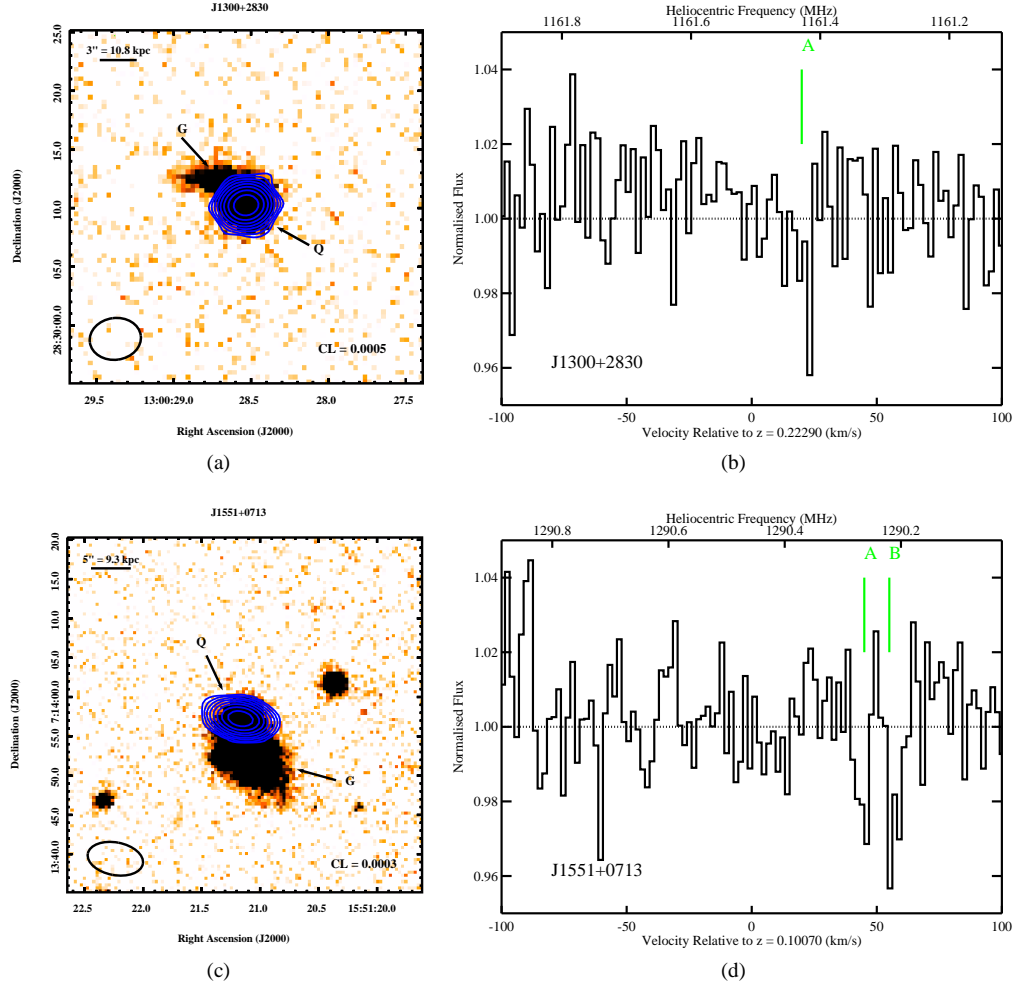 J1300+2830
3" = 10.8 kpc
G
Q
CL = 0.0005
25.0
20.0
15.0
10.0
05.0
28:30:00.0
Declination (J2000)
29.5 13:00:29.0 28.5 28.0 27.5
Right Ascension (J2000)
(a)
Heliocentric Frequency (MHz)
1161.8 1161.6 1161.4 1161.2
A
1.04
1.02
1.00
0.98
0.96
Normalised Flux
J1300+2830
-100 -50 0 50 100
Velocity Relative to z = 0.22290 (km/s)
(b)
J1551+0713
5" = 9.3 kpc
Q
G
CL = 0.0003
20.0
15.0
10.0
05.0
7:14:00.0
55.0
50.0
45.0
13:40.0
Declination (J2000)
22.5 22.0 21.5 21.0 20.5 15:51:20.0
Right Ascension (J2000)
(c)
Heliocentric Frequency (MHz)
1290.8 1290.6 1290.4 1290.2
A B
1.04
1.02
1.00
0.98
0.96
Normalised Flux
J1551+0713
-100 -50 0 50 100
Velocity Relative to z = 0.10070 (km/s)
(d)